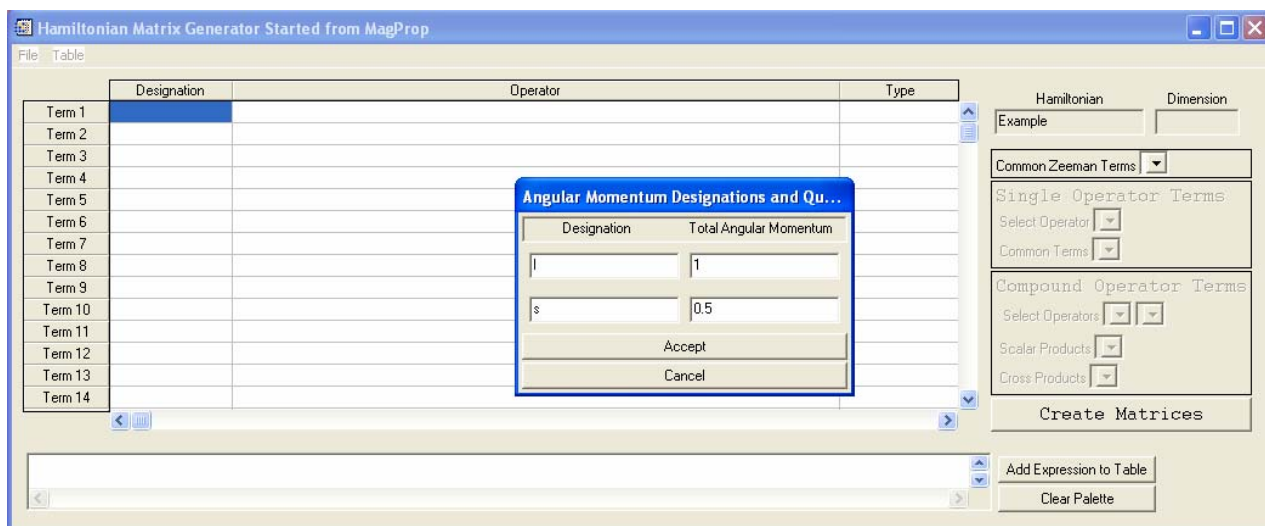 Hamiltonian Matrix Generator Started from MagProp
File Table
Designation Operator Type
Term 1
Term 2
Term 3
Term 4
Term 5
Term 6
Term 7
Term 8
Term 9
Term 10
Term 11
Term 12
Term 13
Term 14
Angular Momentum Designations and Qu...
Designation Total Angular Momentum
l 1
s 0.5
Accept
Cancel
Hamiltonian Dimension
Example
Common Zeeman Terms
Single Operator Terms
Select Operator
Common Terms
Compound Operator Terms
Select Operators
Scalar Products
Cross Products
Create Matrices
Add Expression to Table
Clear Palette